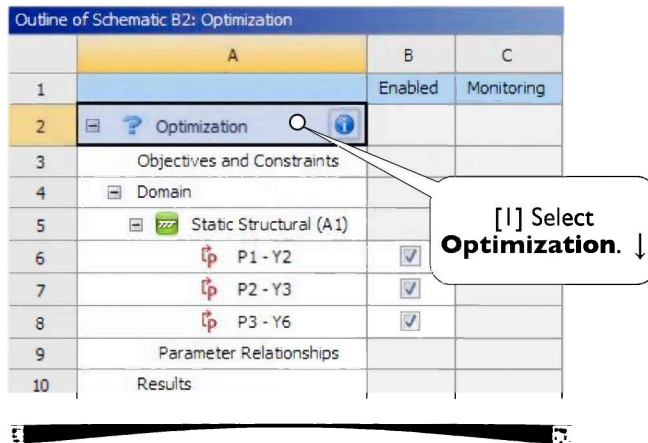 Outline of Schematic B2: Optimization
A B C
1 Enabled Monitoring
2 Optimization
3 Objectives and Constraints
4 Domain
5 Static Structural (A1)
6 P1 - Y2
7 P2 - Y3
8 P3 - Y6
9 Parameter Relationships
10 Results
[1] Select
Optimization. ↓